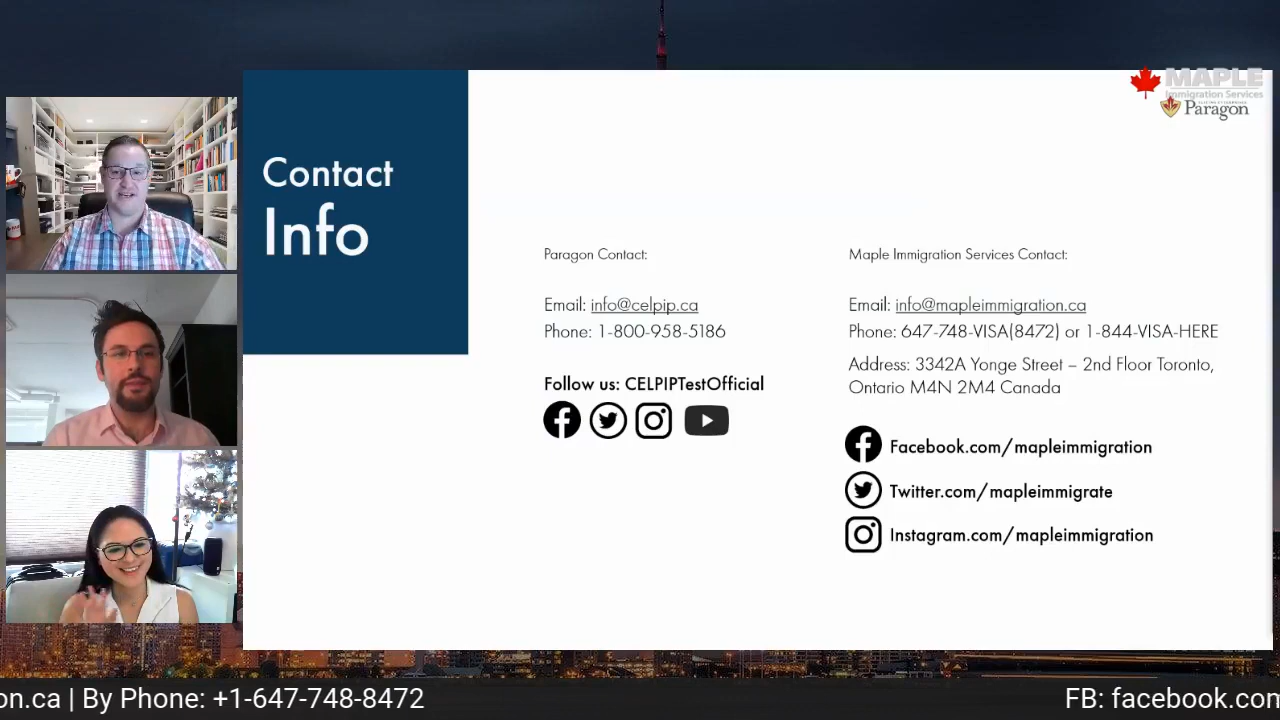 MAPLE
Immigration Services
Paragon
Contact
Info
Paragon Contact:
Email: info@celpip.ca
Phone: 1-800-958-5186
Follow us: CELPIPTestOfficial
Maple Immigration Services Contact:
Email: info@mapleimmigration.ca
Phone: 647-748-VISA(8472) or 1-844-VISA-HERE
Address: 3342A Yonge Street – 2nd Floor Toronto,
Ontario M4N 2M4 Canada
Facebook.com/mapleimmigration
Twitter.com/mapleimmigrate
Instagram.com/mapleimmigration
on.ca | By Phone: +1-647-748-8472
FB: facebook.com